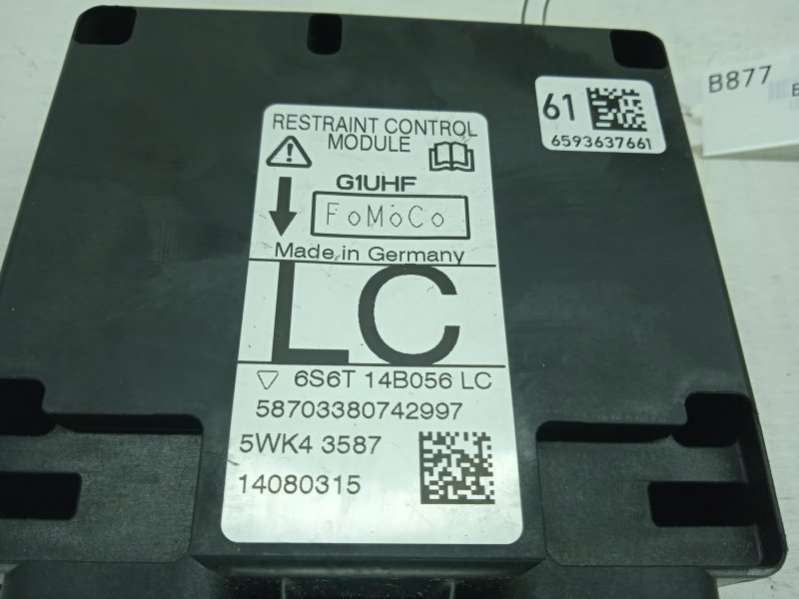 B877
61
6593637661
RESTRAINT CONTROL
MODULE
G1UHF
FoMoCo
Made in Germany
LC
6S6T 14B056 LC
58703380742997
5WK4 3587
14080315